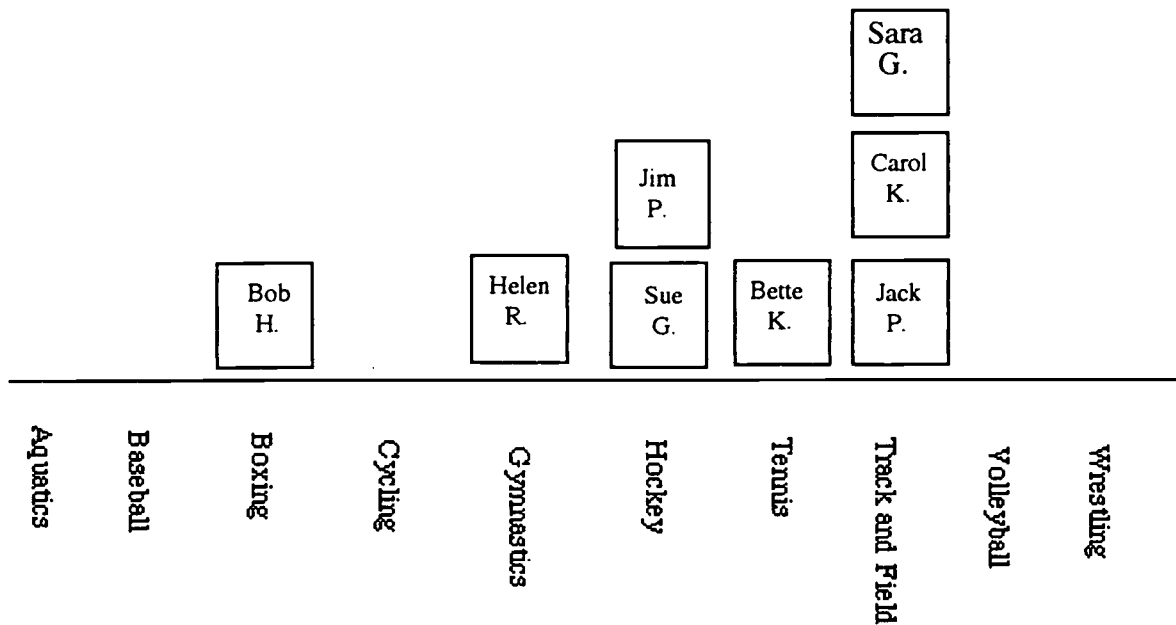 Sara
G.
Jim
P.
Carol
K.
Bob
H.
Helen
R.
Sue
G.
Bette
K.
Jack
P.
Aquatics
Baseball
Boxing
Cycling
Gymnastics
Hockey
Tennis
Track and Field
Volleyball
Wrestling